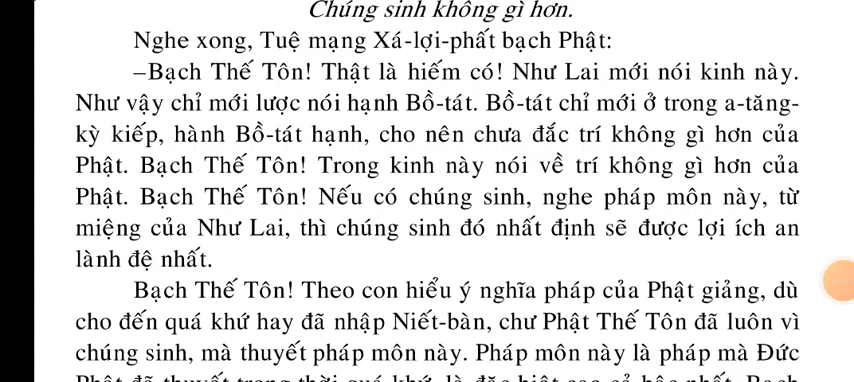 Chúng sinh không gì hơn.
Nghe xong, Tuệ mạng Xá-lợi-phất bạch Phật:
–Bạch Thế Tôn! Thật là hiếm có! Như Lai mới nói kinh này.
Như vậy chỉ mới lược nói hạnh Bồ-tát. Bồ-tát chỉ mới ở trong a-tăng-
kỳ kiếp, hành Bồ-tát hạnh, cho nên chưa đắc trí không gì hơn của
Phật. Bạch Thế Tôn! Trong kinh này nói về trí không gì hơn của
Phật. Bạch Thế Tôn! Nếu có chúng sinh, nghe pháp môn này, từ
miệng của Như Lai, thì chúng sinh đó nhất định sẽ được lợi ích an
lành đệ nhất.
Bạch Thế Tôn! Theo con hiểu ý nghĩa pháp của Phật giảng, dù
cho đến quá khứ hay đã nhập Niết-bàn, chư Phật Thế Tôn đã luôn vì
chúng sinh, mà thuyết pháp môn này. Pháp môn này là pháp mà Đức